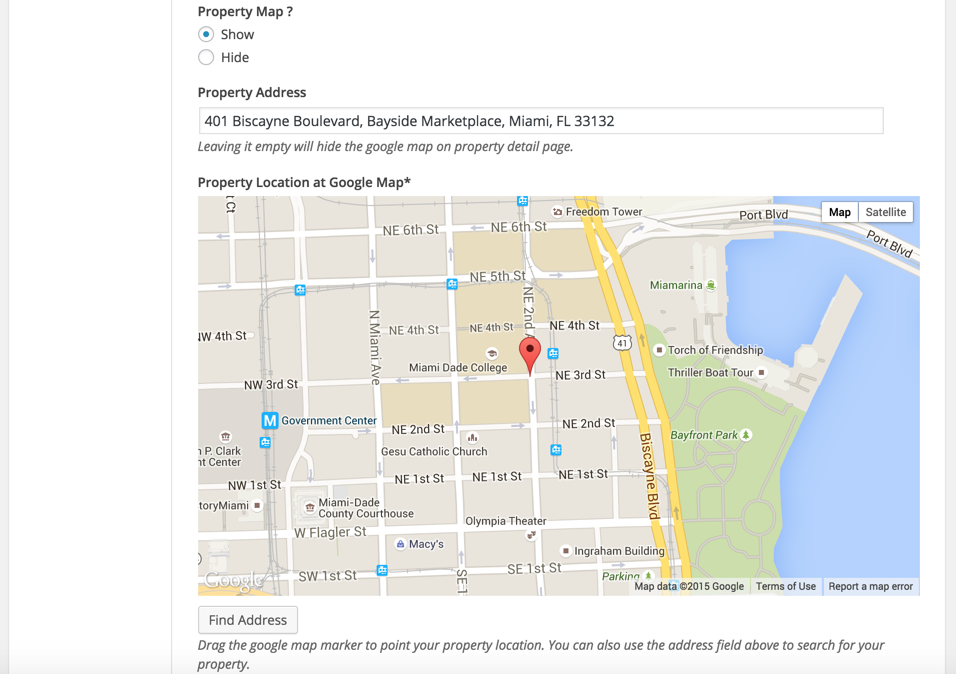 Property Map ?
Show
Hide
Property Address
401 Biscayne Boulevard, Bayside Marketplace, Miami, FL 33132
Leaving it empty will hide the google map on property detail page.
Property Location at Google Map*
t Ct
Freedom Tower
Port Blvd
Map
Satellite
NE 6th St
NE 6th St
Port Blvd
NE 5th St
Miamarina
NE 2nd A
N Miami Ave
NW 4th St
NE 4th St
NE 4th St
NE 4th St
41
Torch of Friendship
Miami Dade College
Thriller Boat Tour
NW 3rd St
NE 3rd St
M
Government Center
NE 2nd St
NE 2nd St
Bayfront Park
P. Clark
nt Center
Gesu Catholic Church
Biscayne Blvd
NW 1st St
NE 1st St
NE 1st St
NE 1st St
toryMiami
Miami-Dade
County Courthouse
Olympia Theater
W Flagler St
Macy's
Ingraham Building
SW 1st St
SE 1
SE 1st St
Parking
Google
Map data ©2015 Google
Terms of Use
Report a map error
Find Address
Drag the google map marker to point your property location. You can also use the address field above to search for your
property.